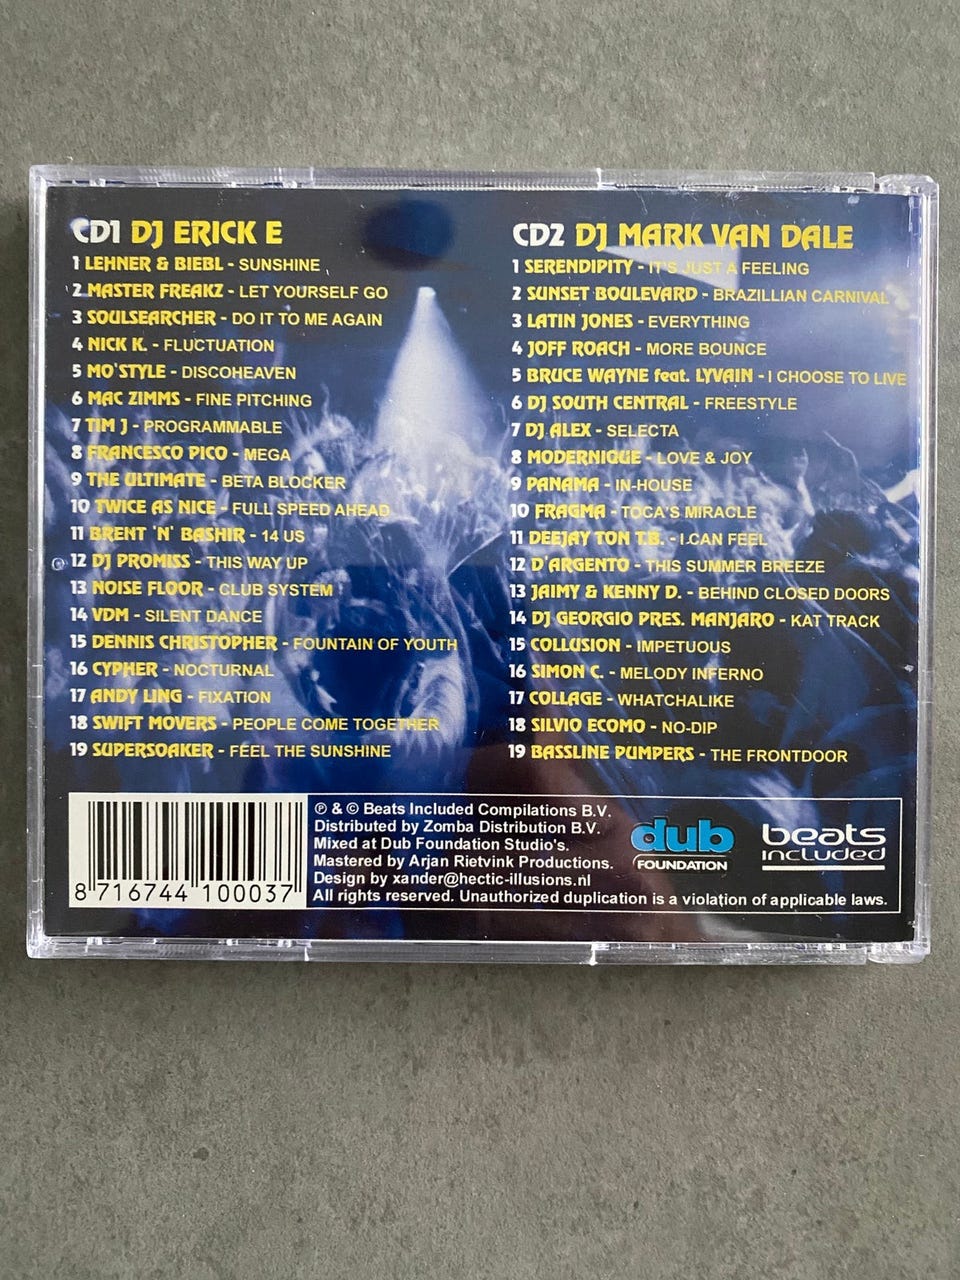 CD1 DJ ERICK E
1 LEHNER & BIEBL - SUNSHINE
2 MASTER FREAKZ - LET YOURSELF GO
3 SOULSEARCHER - DO IT TO ME AGAIN
4 NICK K. - FLUCTUATION
5 MO'STYLE - DISCOHEAVEN
6 MAC ZIMMS - FINE PITCHING
7 TIM J - PROGRAMMABLE
8 FRANCESCO PICO - MEGA
9 THE ULTIMATE - BETA BLOCKER
10 TWICE AS NICE - FULL SPEED AHEAD
11 BRENT 'N' BASHIR - 14 US
12 DJ PROMISS - THIS WAY UP
13 NOISE FLOOR - CLUB SYSTEM
14 VDM - SILENT DANCE
15 DENNIS CHRISTOPHER - FOUNTAIN OF YOUTH
16 CYPHER - NOCTURNAL
17 ANDY LING - FIXATION
18 SWIFT MOVERS - PEOPLE COME TOGETHER
19 SUPERSOAKER - FEEL THE SUNSHINE
CD2 DJ MARK VAN DALE
1 SERENDIPITY - IT'S JUST A FEELING
2 SUNSET BOULEVARD - BRAZILLIAN CARNIVAL
3 LATIN JONES - EVERYTHING
4 JOFF ROACH - MORE BOUNCE
5 BRUCE WAYNE feat. LYVAIN - I CHOOSE TO LIVE
6 DJ SOUTH CENTRAL - FREESTYLE
7 DJ ALEX - SELECTA
8 MODERNIQUE - LOVE & JOY
9 PANAMA - IN-HOUSE
10 FRAGMA - TOCA'S MIRACLE
11 DEEJAY TON T.B. - I CAN FEEL
12 D'ARGENTO - THIS SUMMER BREEZE
13 JAIMY & KENNY D. - BEHIND CLOSED DOORS
14 DJ GEORGIO PRES. MANJARO - KAT TRACK
15 COLLUSION - IMPETUOUS
16 SIMON C. - MELODY INFERNO
17 COLLAGE - WHATCHALIKE
18 SILVIO ECOMO - NO-DIP
19 BASSLINE PUMPERS - THE FRONTDOOR
8 716744 100037
℗ & © Beats Included Compilations B.V.
Distributed by Zomba Distribution B.V.
Mixed at Dub Foundation Studio's.
Mastered by Arjan Rietvink Productions.
Design by xander@hectic-illusions.nl
All rights reserved. Unauthorized duplication is a violation of applicable laws.
dub
FOUNDATION
beats
included